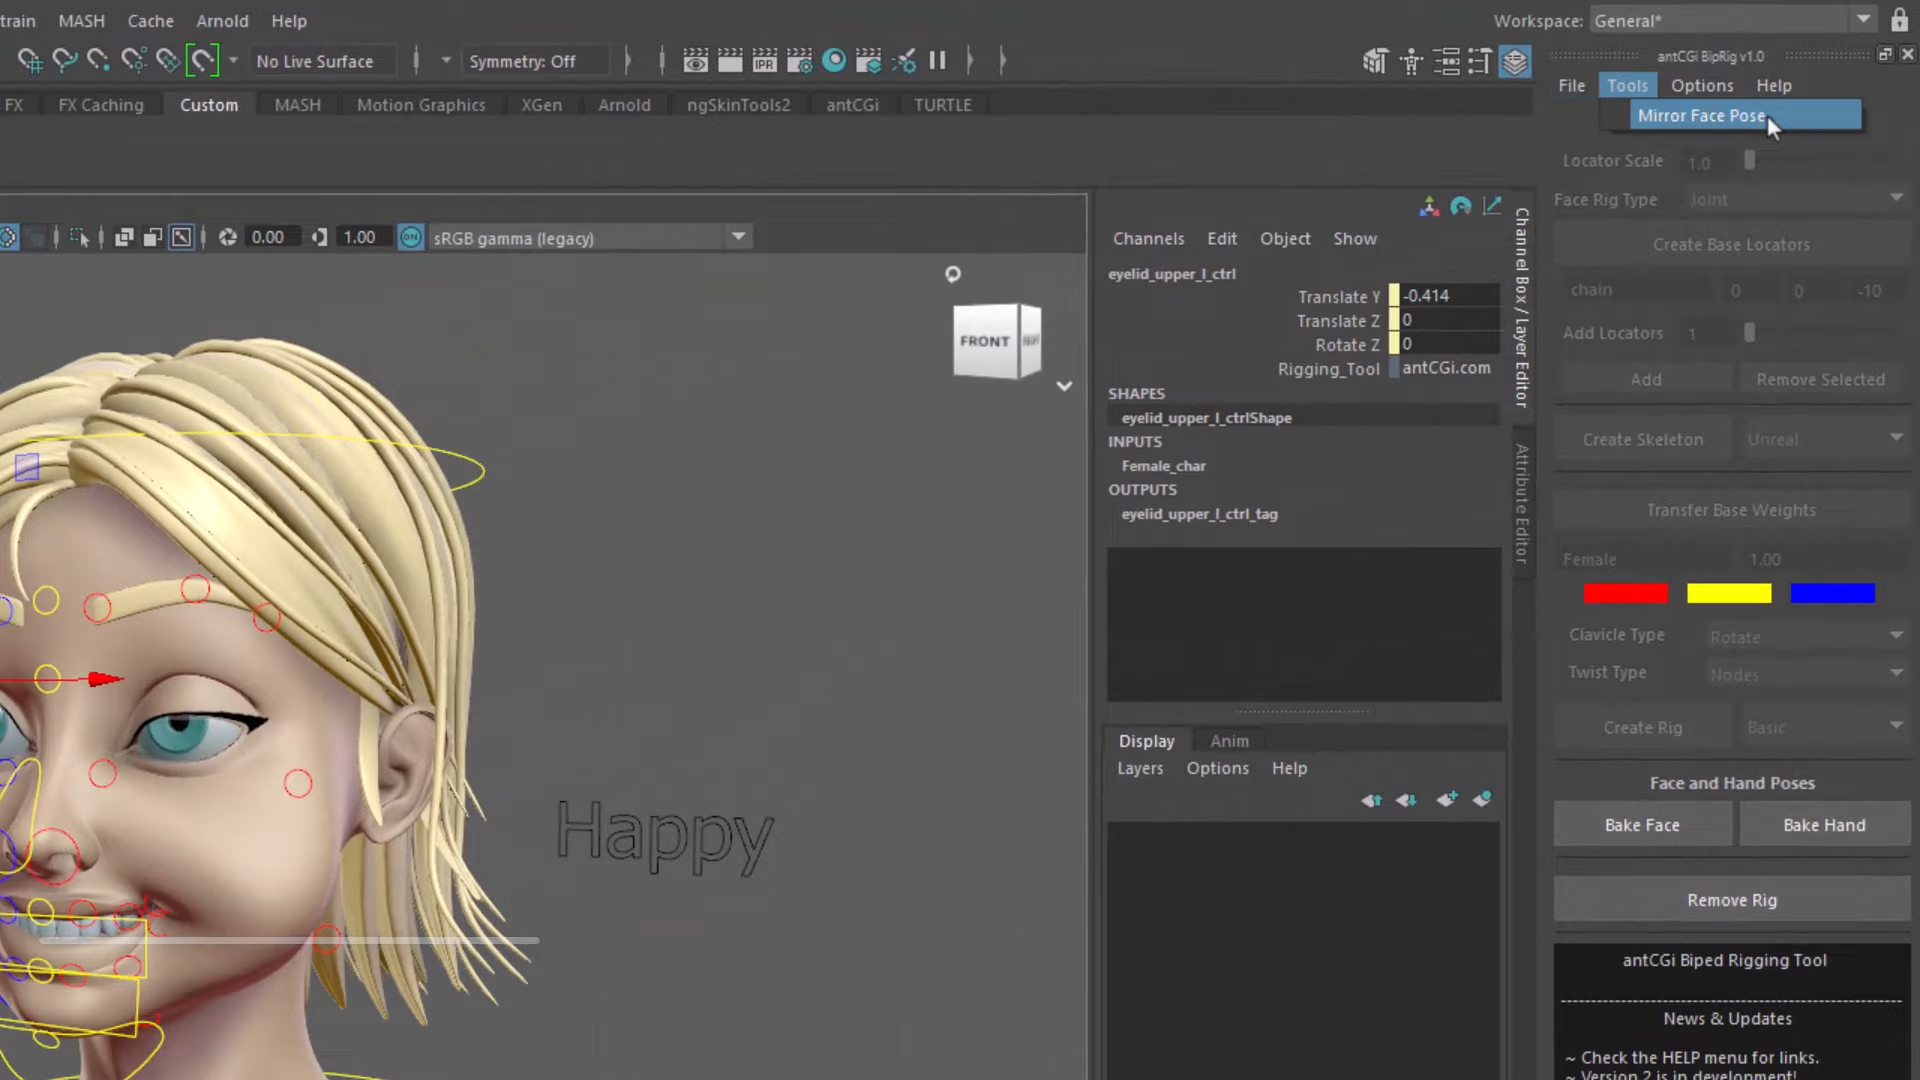 train MASH Cache Arnold Help
Workspace: General*
No Live Surface
Symmetry: Off
IPR
antCGi BipRig v1.0
File Tools Options Help
Mirror Face Pose
FX FX Caching Custom MASH Motion Graphics XGen Arnold ngSkinTools2 antCGi TURTLE
Locator Scale 1.0
Face Rig Type Joint
Create Base Locators
chain 0 0 -10
Add Locators 1
Add Remove Selected
Create Skeleton Unreal
Transfer Base Weights
Female 1.00
Clavicle Type Rotate
Twist Type Nodes
Create Rig Basic
Face and Hand Poses
Bake Face Bake Hand
Remove Rig
antCGi Biped Rigging Tool
News & Updates
~ Check the HELP menu for links.
~ Version 2 is in development!
0.00 1.00 ON sRGB gamma (legacy)
FRONT
Happy
Channels Edit Object Show
eyelid_upper_l_ctrl
Translate Y -0.414
Translate Z 0
Rotate Z 0
Rigging_Tool antCGi.com
SHAPES
eyelid_upper_l_ctrlShape
INPUTS
Female_char
OUTPUTS
eyelid_upper_l_ctrl_tag
Display Anim
Layers Options Help
Channel Box / Layer Editor
Attribute Editor